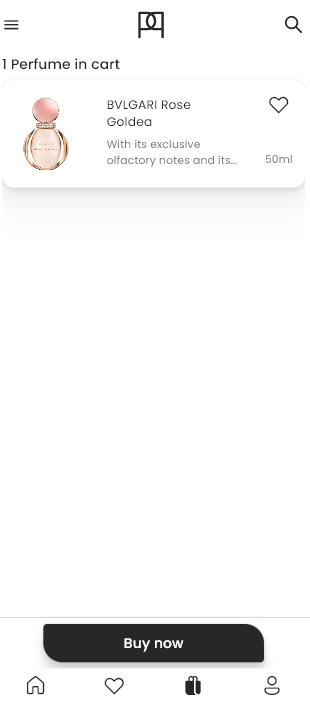 1 Perfume in cart
BVLGARI Rose
Goldea
With its exclusive
olfactory notes and its...
50ml
Buy now